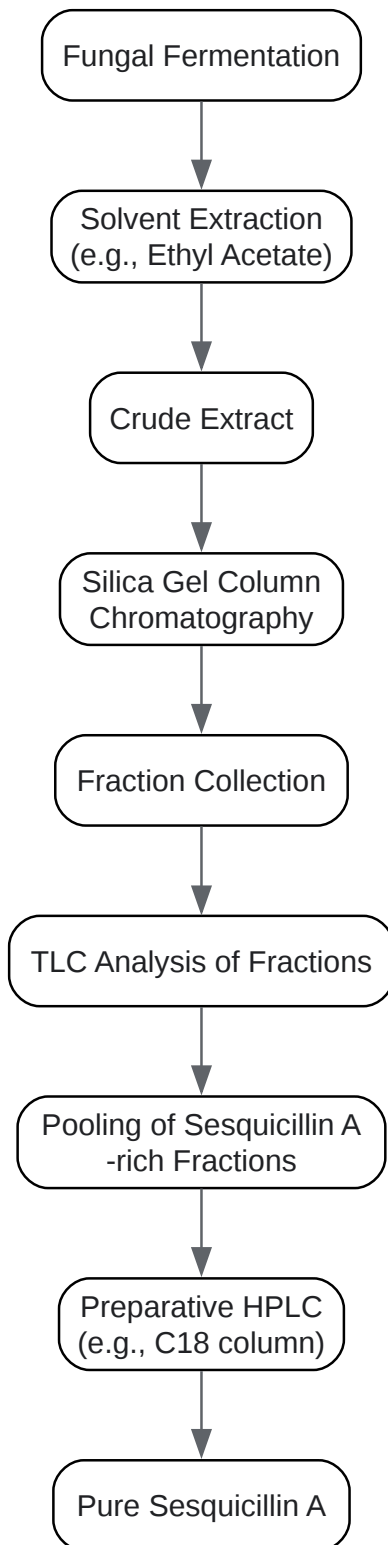 Fungal Fermentation
Solvent Extraction
(e.g., Ethyl Acetate)
Crude Extract
Silica Gel Column
Chromatography
Fraction Collection
TLC Analysis of Fractions
Pooling of Sesquicillin A
-rich Fractions
Preparative HPLC
(e.g., C18 column)
Pure Sesquicillin A